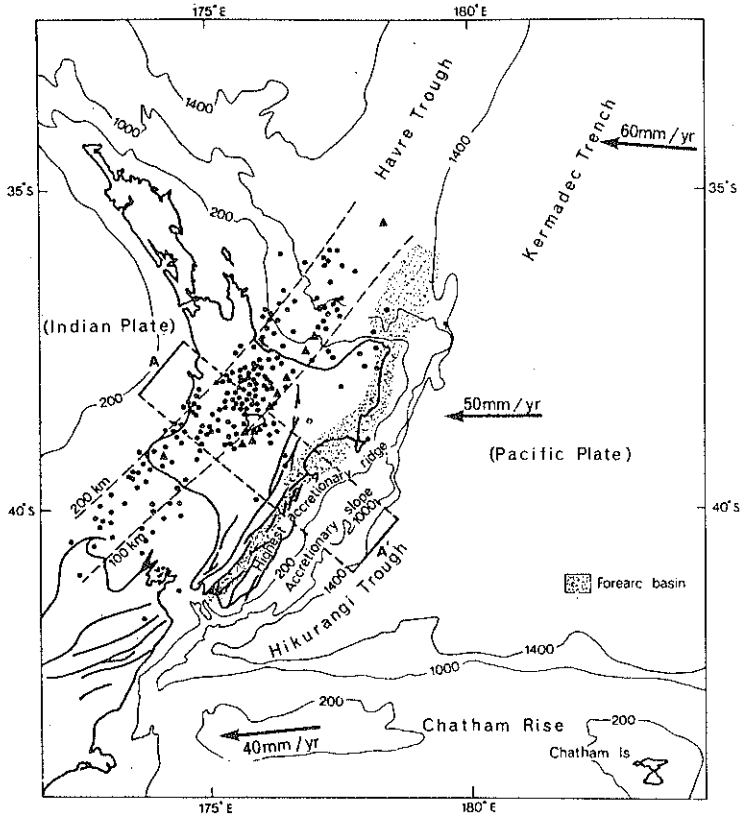 175°E
180°E
1400
1000
Havre Trough
1400
Kermadec Trench
60mm/yr
35°S
35°S
200
(Indian Plate)
A
200
50mm/yr
(Pacific Plate)
Highest accretionary ridge
200 km
40°S
200
Accretionary slope
1000
40°S
100 km
A'
1400
Hikurangi Trough
Forearc basin
1400
1000
200
Chatham Rise
200
40mm/yr
Chatham Is
175°E
180°E